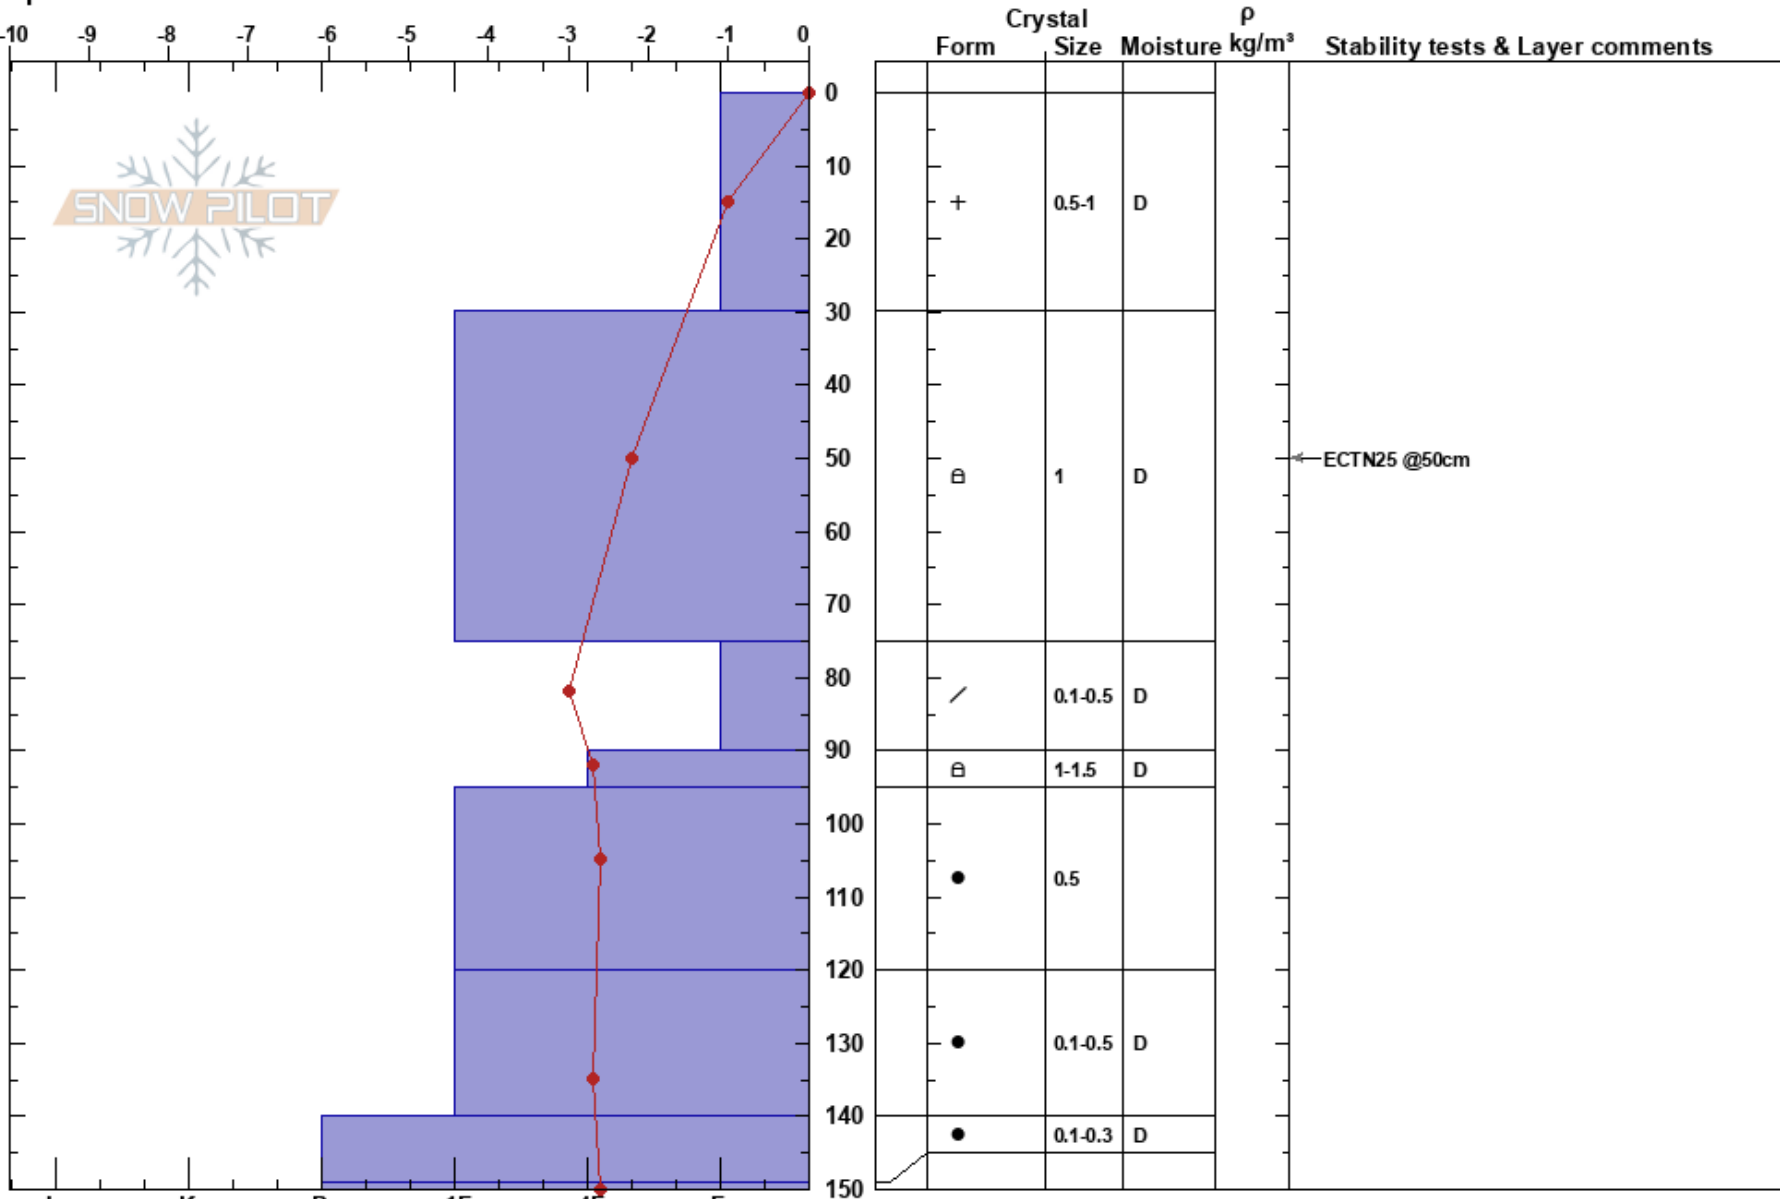 Crystal ρ
-10 -9 -8 -7 -6 -5 -4 -3 -2 -1 0 Form Size Moisture kg/m³ Stability tests & Layer comments
0
10
SNOW PILOT 20 + 0.5-1 D
30
40
50 ECTN25 @50cm
1 D
60
70
80 0.1-0.5 D
90
1-1.5 D
100
0.5
110
120
130 0.1-0.5 D
140
0.1-0.3 D
150